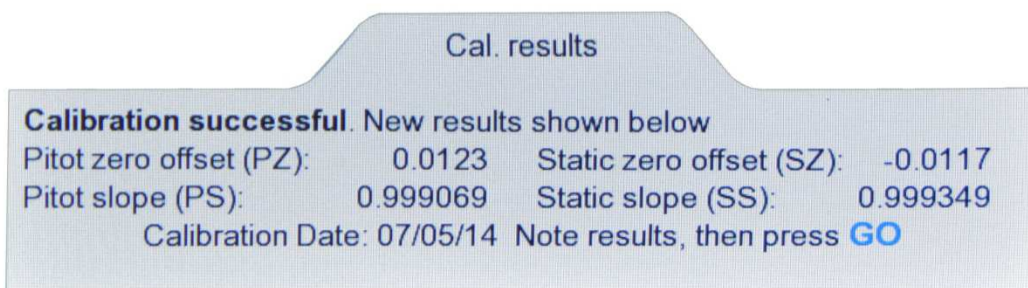 Cal. results
Calibration successful. New results shown below
Pitot zero offset (PZ): 0.0123 Static zero offset (SZ): -0.0117
Pitot slope (PS): 0.999069 Static slope (SS): 0.999349
Calibration Date: 07/05/14 Note results, then press GO